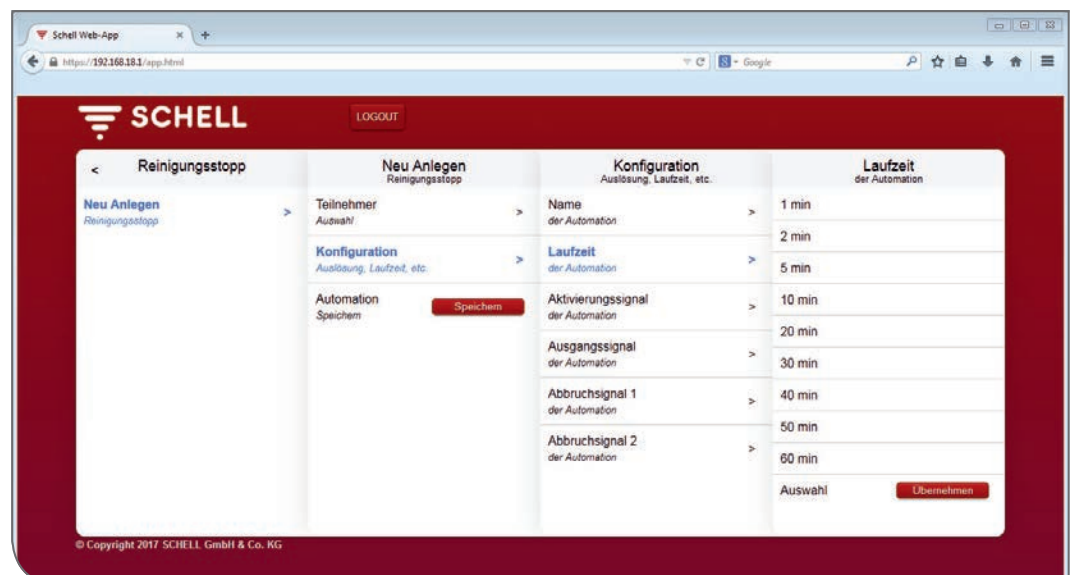 Schell Web-App
https://192.168.18.1/app.html
Google
SCHELL
LOGOUT
< Reinigungsstopp
Neu Anlegen >
Reinigungsstopp
Neu Anlegen
Reinigungsstopp
Teilnehmer >
Auswahl
Konfiguration >
Auslösung, Laufzeit, etc.
Automation
Speichern
Speichern
Konfiguration
Auslösung, Laufzeit, etc.
Name >
der Automation
Laufzeit >
der Automation
Aktivierungssignal >
der Automation
Ausgangssignal >
der Automation
Abbruchsignal 1 >
der Automation
Abbruchsignal 2 >
der Automation
Laufzeit
der Automation
1 min
2 min
5 min
10 min
20 min
30 min
40 min
50 min
60 min
Auswahl
Übernehmen
© Copyright 2017 SCHELL GmbH & Co. KG